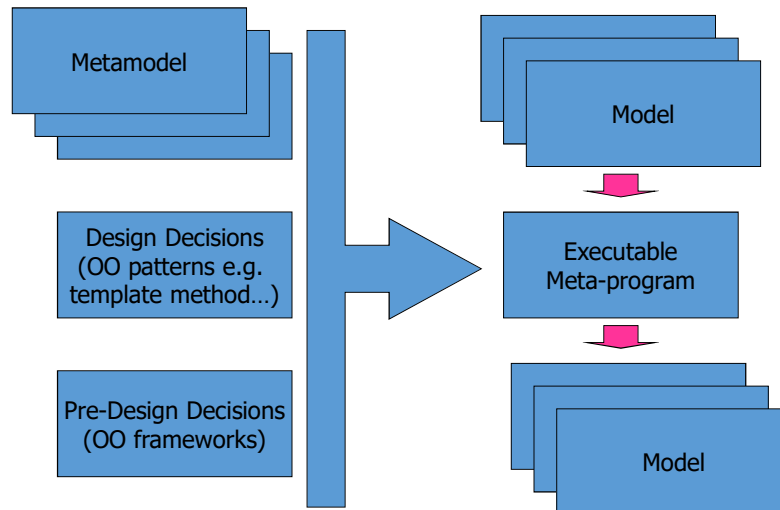 Metamodel
Design Decisions
(OO patterns e.g.
template method…)
Pre-Design Decisions
(OO frameworks)
Model
Executable
Meta-program
Model